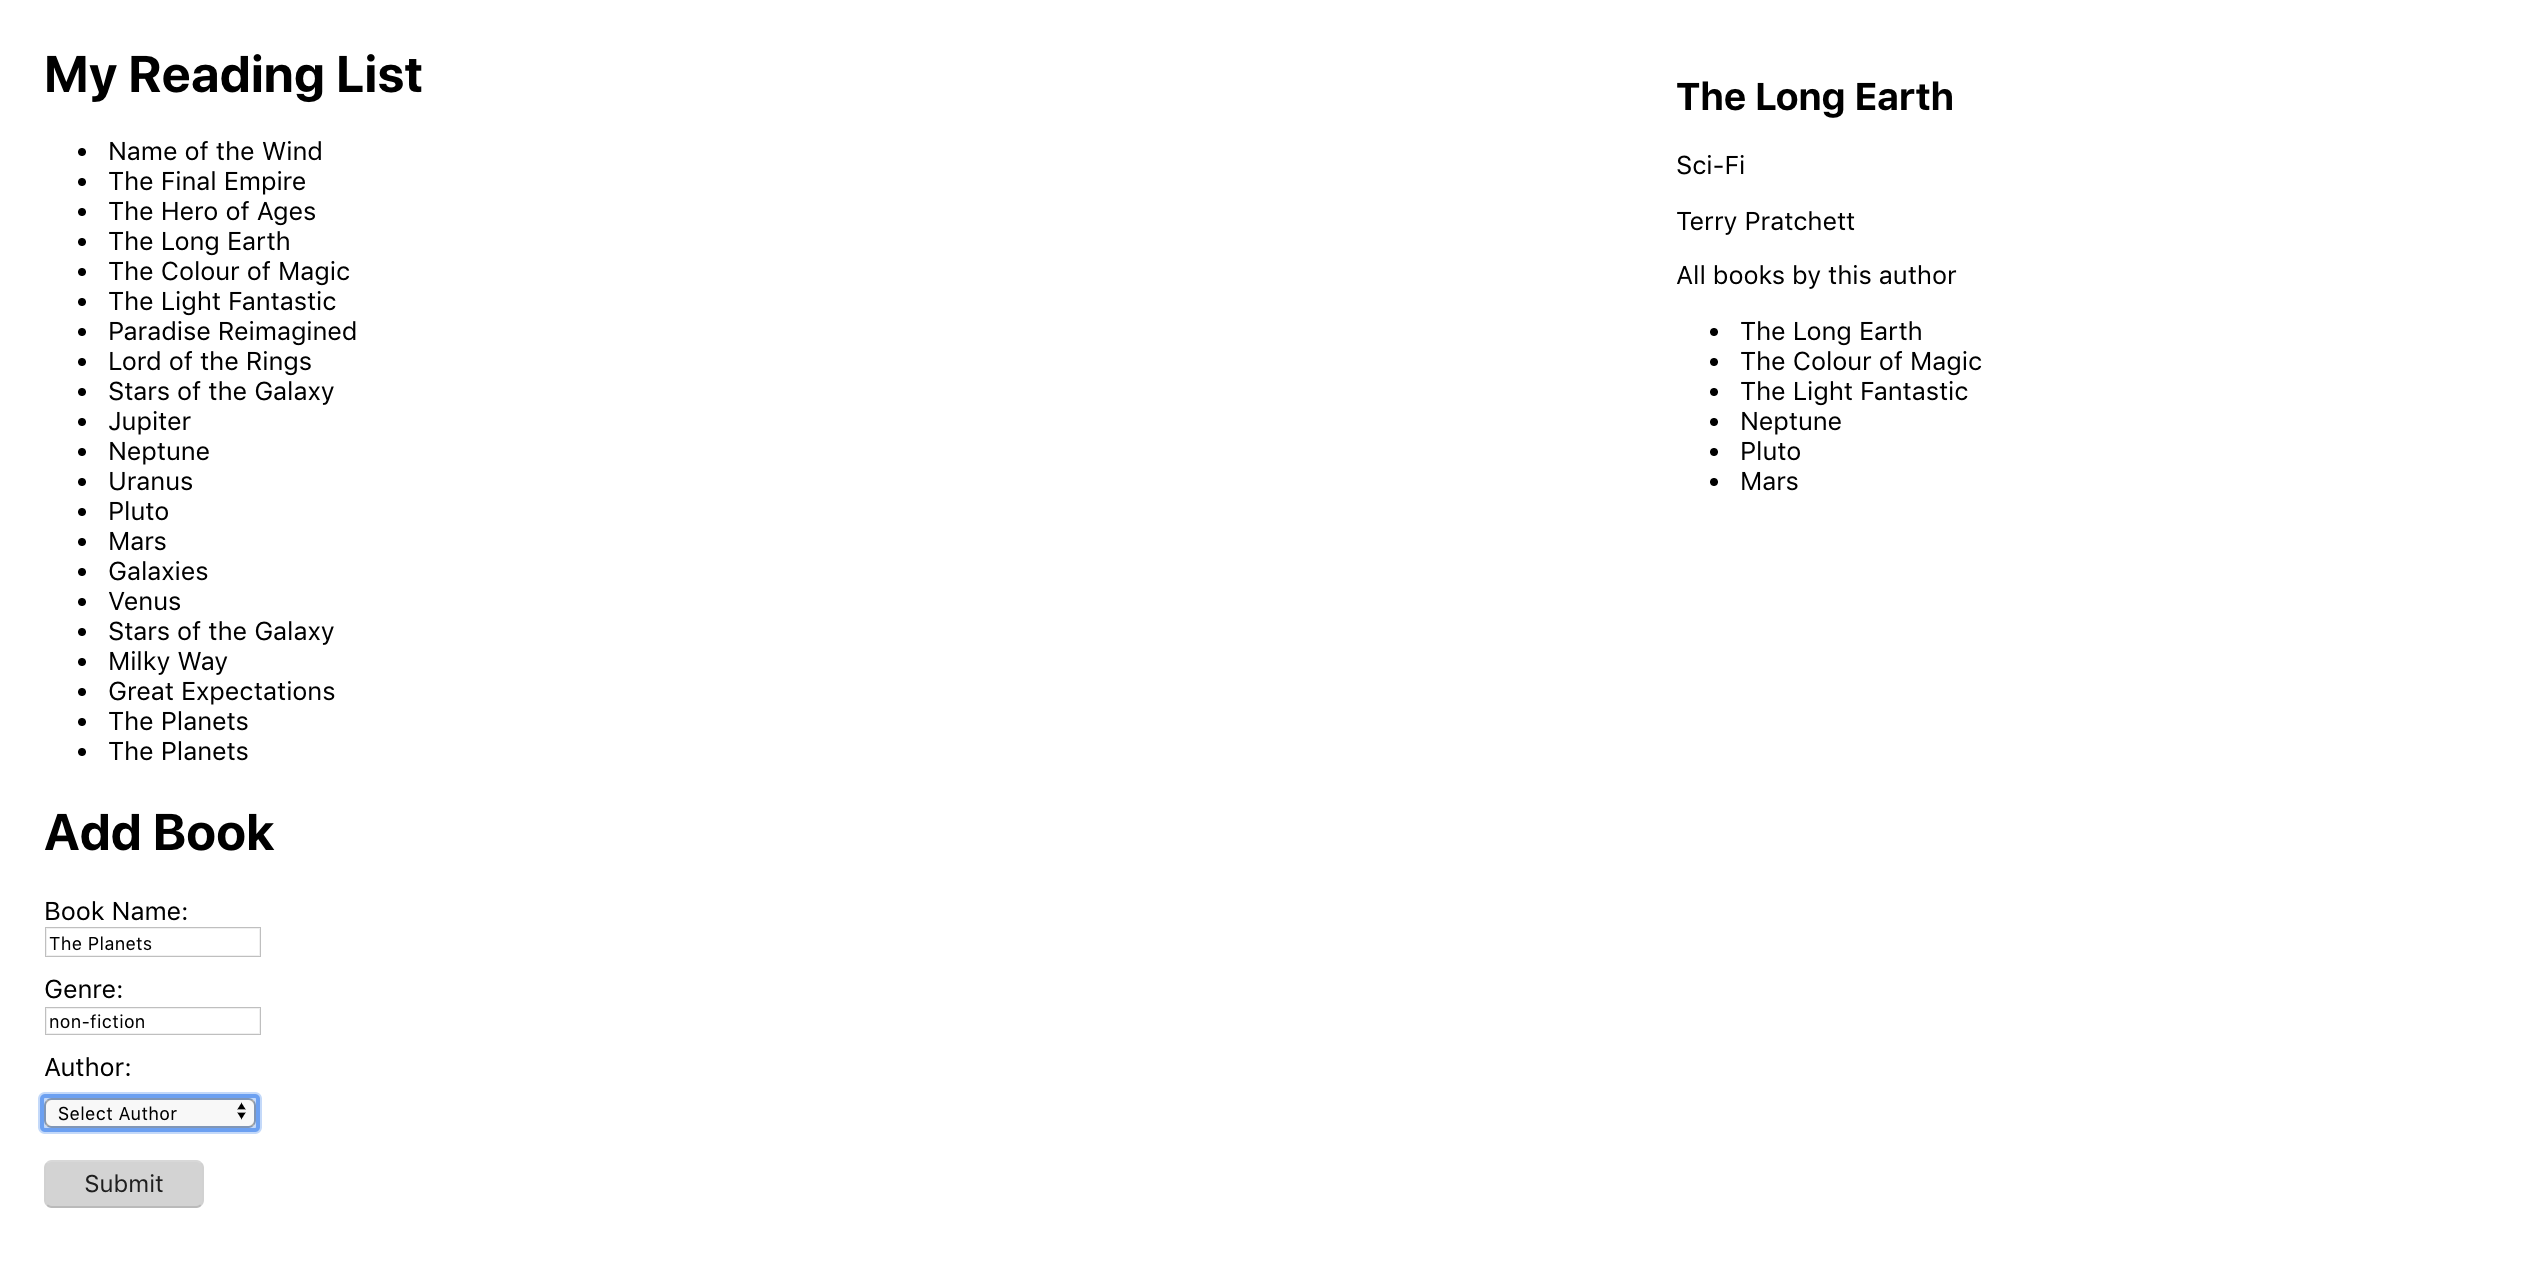 My Reading List
Name of the Wind
The Final Empire
The Hero of Ages
The Long Earth
The Colour of Magic
The Light Fantastic
Paradise Reimagined
Lord of the Rings
Stars of the Galaxy
Jupiter
Neptune
Uranus
Pluto
Mars
Galaxies
Venus
Stars of the Galaxy
Milky Way
Great Expectations
The Planets
The Planets
Add Book
Book Name:
The Planets
Genre:
non-fiction
Author:
Select Author
Submit
The Long Earth
Sci-Fi
Terry Pratchett
All books by this author
The Long Earth
The Colour of Magic
The Light Fantastic
Neptune
Pluto
Mars